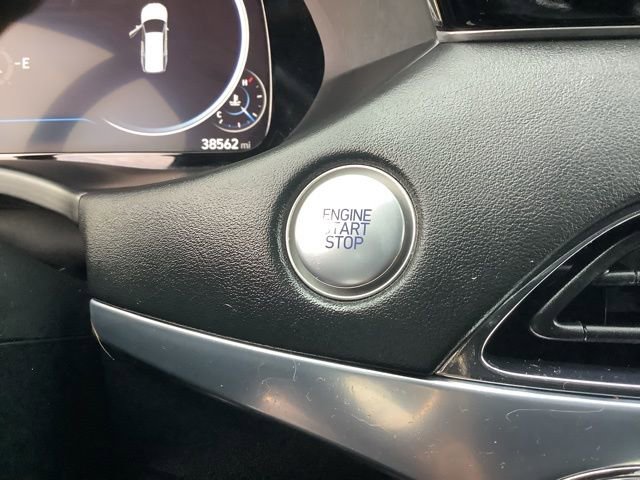 -E
H
C
38562 mi
ENGINE
START
STOP